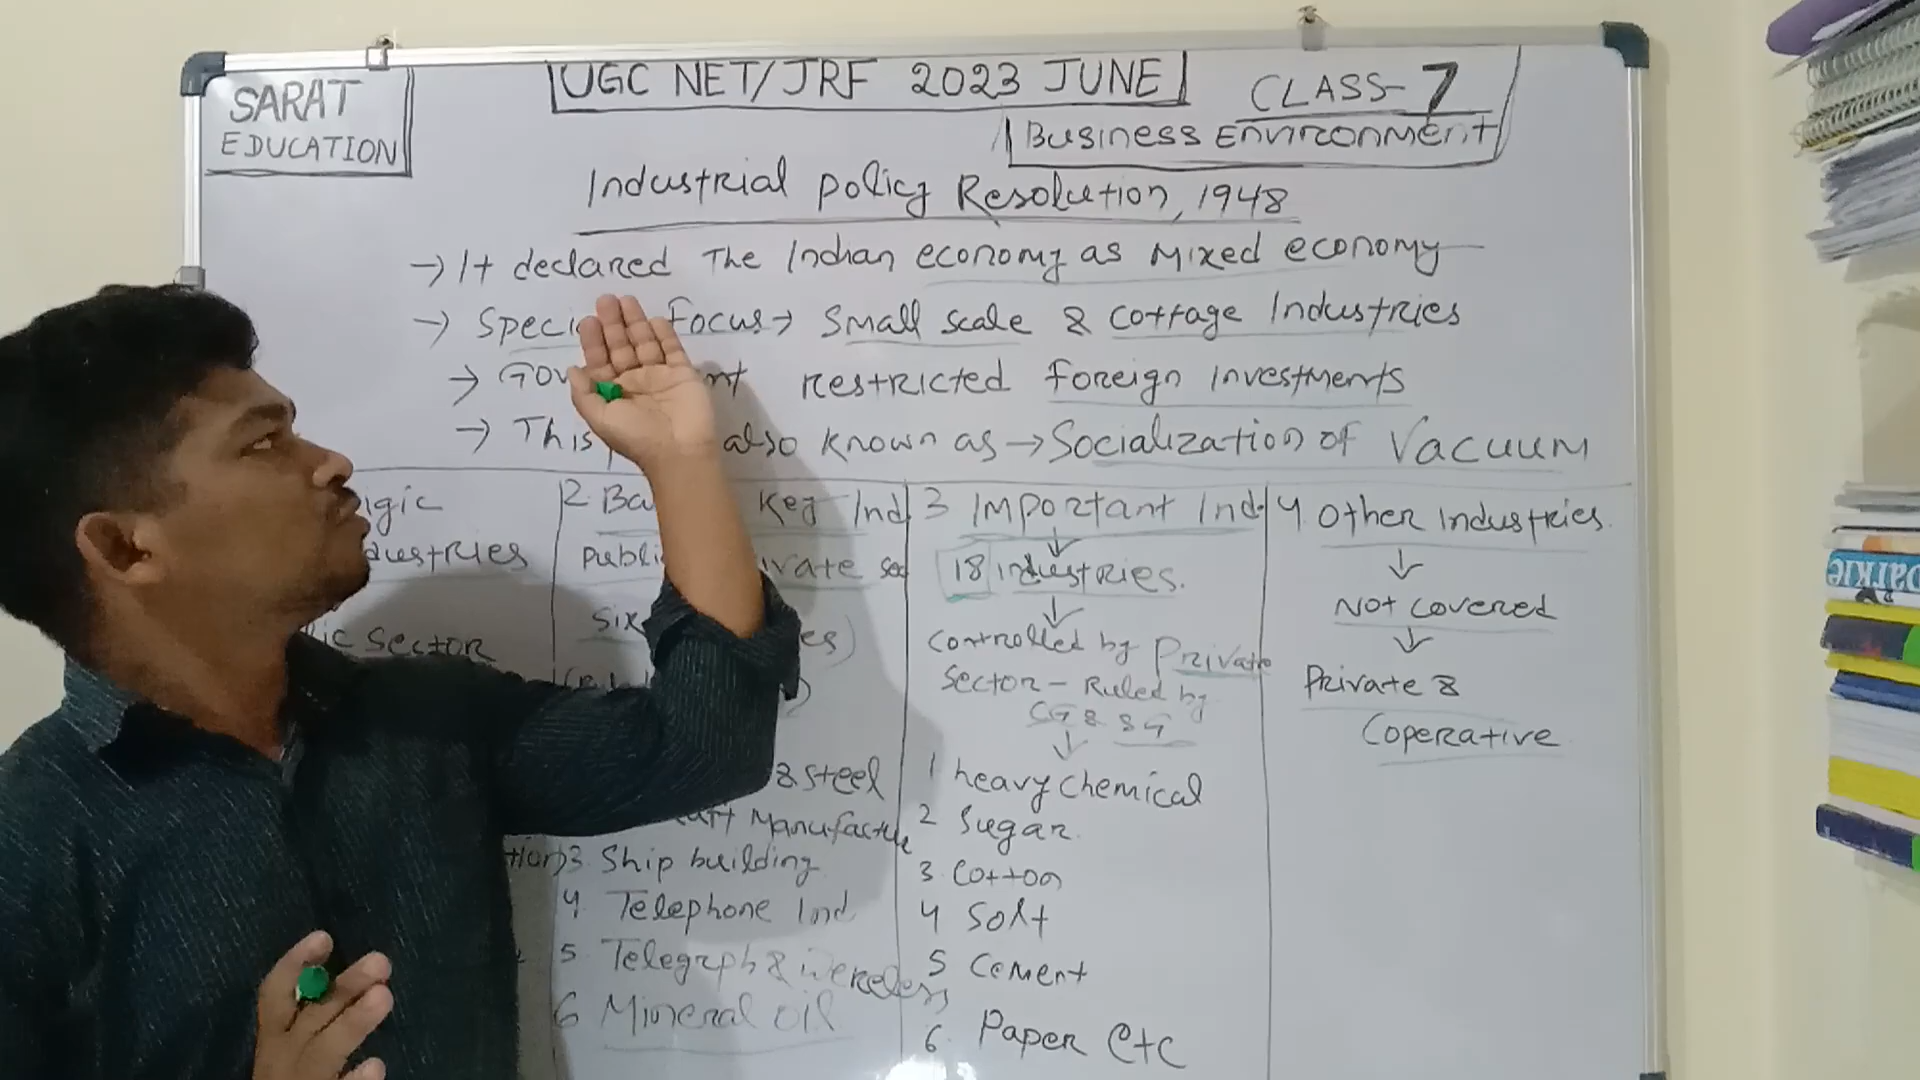 SARAT
EDUCATION
UGC NET/JRF 2023 JUNE
CLASS-7
BUSINESS ENVIRONMENT
Industrial policy Resolution, 1948
→ It declared The Indian economy as Mixed economy
→ Focus → Small scale & Cottage Industries
→ restricted foreign investments
→ This also known as → Socialization of Vacuum
2. Key Ind
Private sec
& steel
Manufacture
3. Ship building
4. Telephone Ind
5. Telegraph &
6 Mineral oil
3 Important Ind.
18 industries.
controlled by Private
Sector - Ruled by
CG & SG
1 heavy chemical
2 Sugar.
3. Cotton
4 Salt
5 Cement
6. Paper etc
4 Other industries.
Not covered
Private &
Coperative